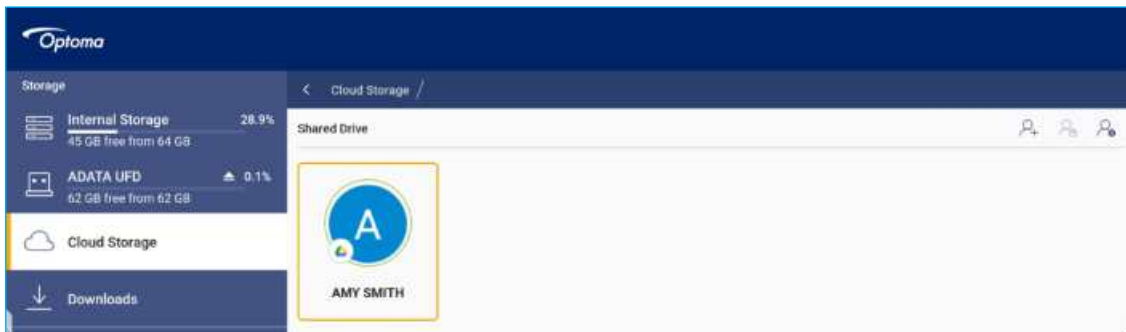 Optoma
Storage
Internal Storage 28.9%
45 GB free from 64 GB
ADATA UFD 0.1%
62 GB free from 62 GB
Cloud Storage
Downloads
Cloud Storage /
Shared Drive
A
AMY SMITH